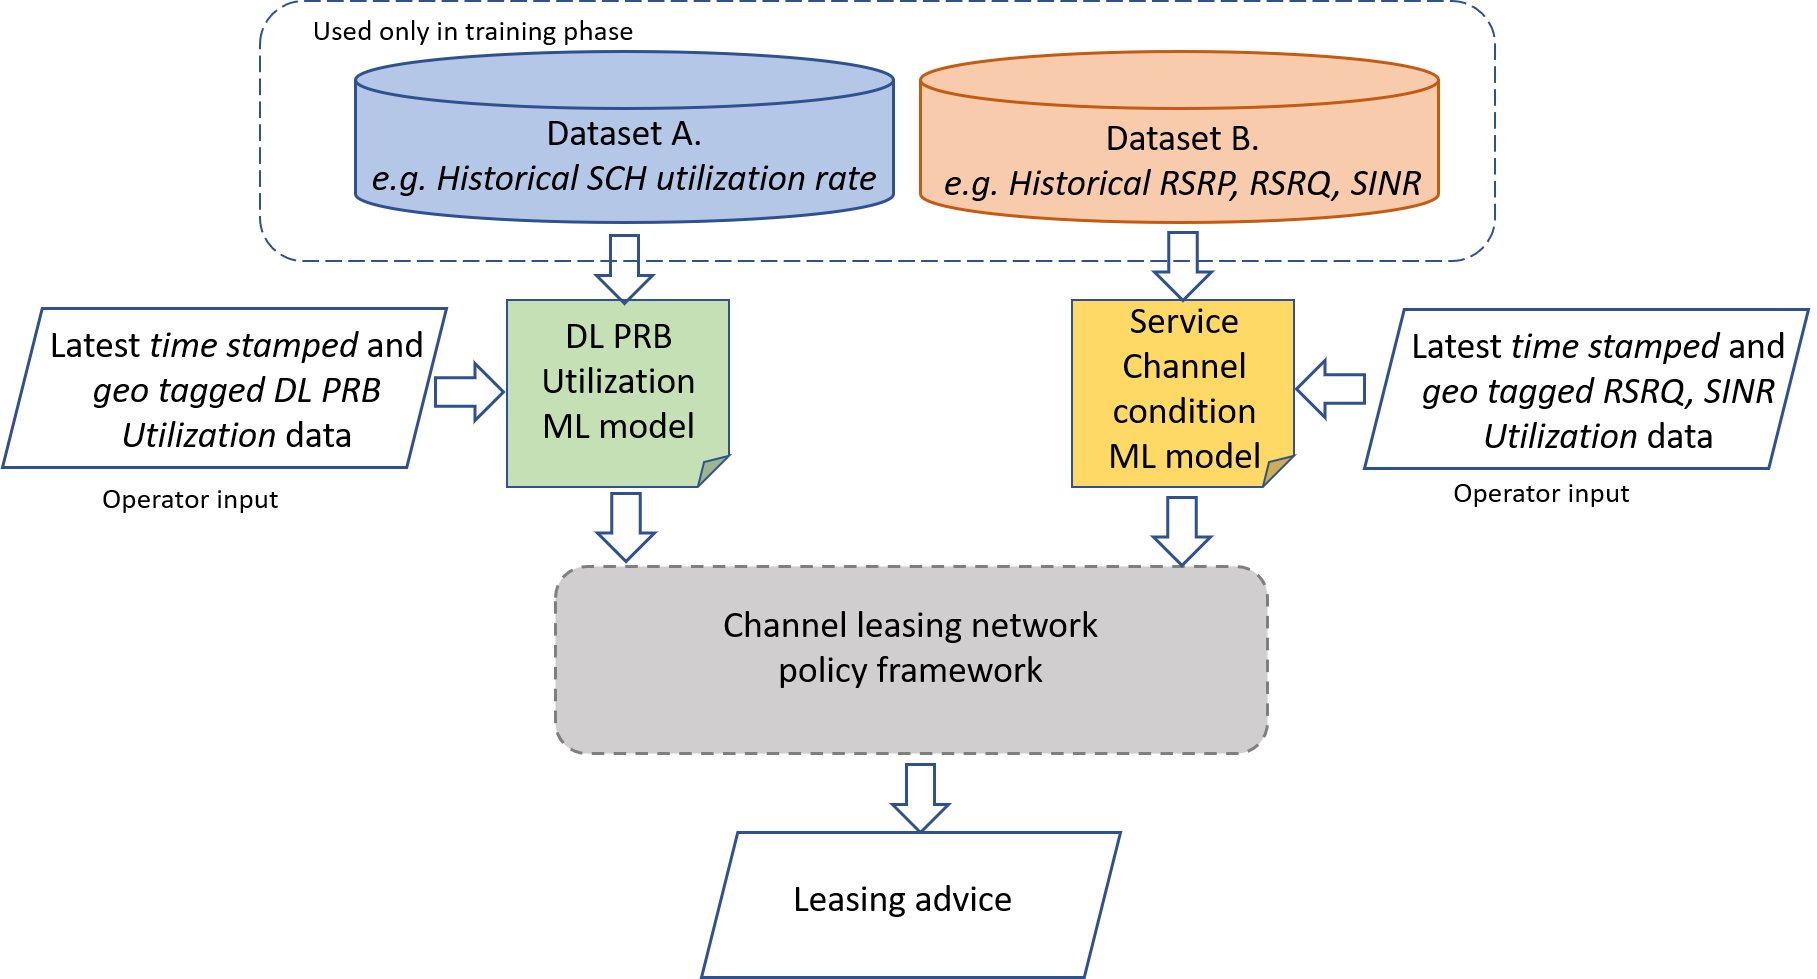 Used only in training phase
Dataset A.
e.g. Historical SCH utilization rate
Dataset B.
e.g. Historical RSRP, RSRQ, SINR
Latest time stamped and
geo tagged DL PRB
Utilization data
Operator input
DL PRB
Utilization
ML model
Service
Channel
condition
ML model
Latest time stamped and
geo tagged RSRQ, SINR
Utilization data
Operator input
Channel leasing network
policy framework
Leasing advice